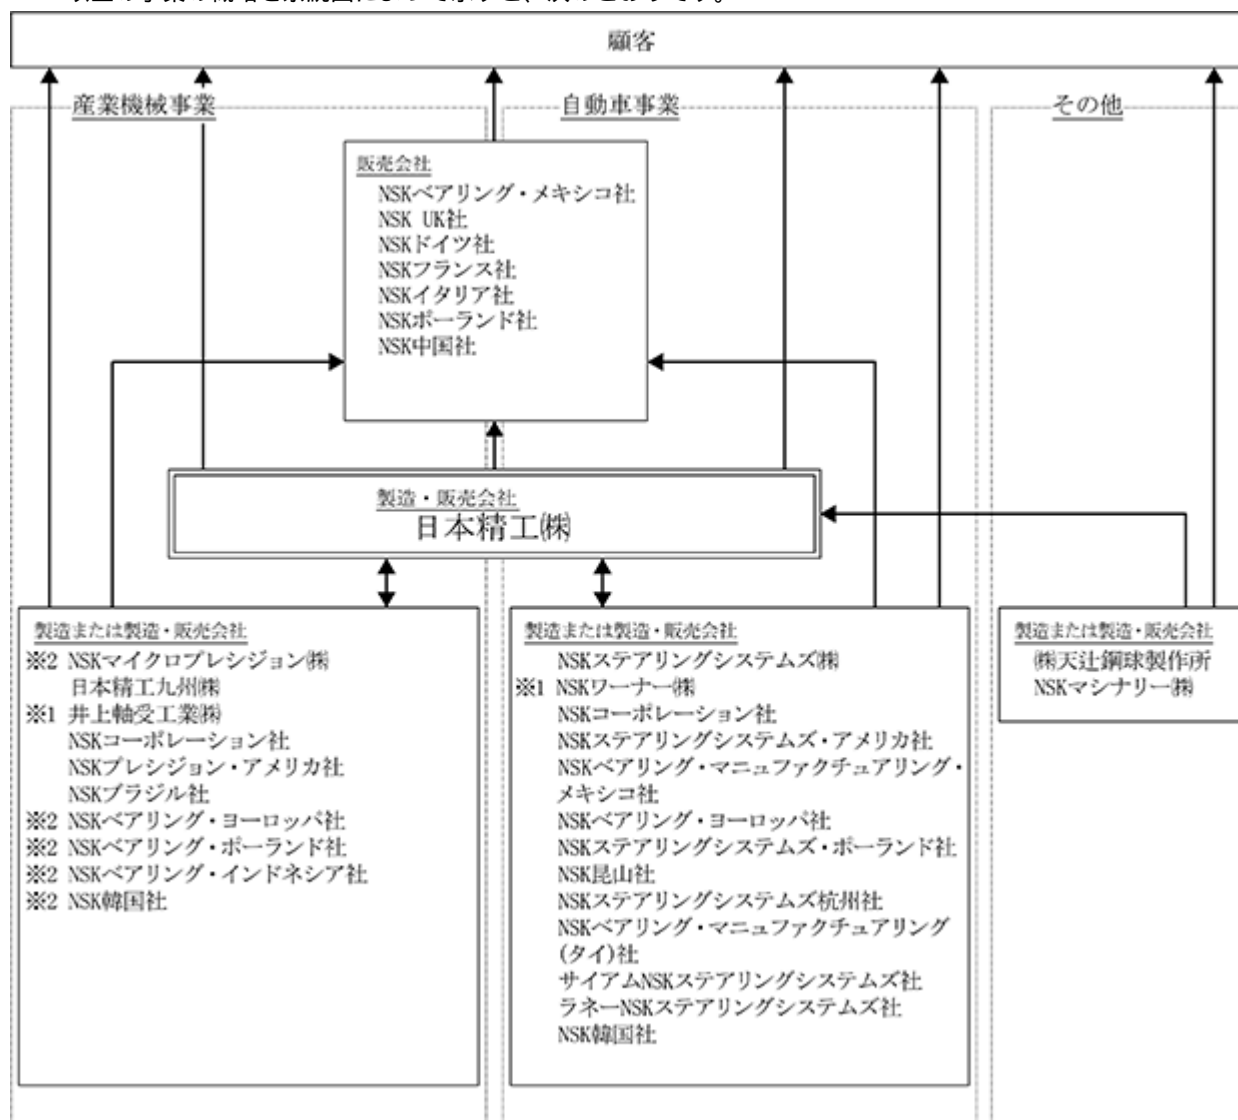 顧客
産業機械事業
自動車事業
その他
販売会社
NSKベアリング・メキシコ社
NSK UK社
NSKドイツ社
NSKフランス社
NSKイタリア社
NSKポーランド社
NSK中国社
製造・販売会社
日本精工㈱
製造または製造・販売会社
※2 NSKマイクロプレシジョン㈱
日本精工九州㈱
※1 井上軸受工業㈱
NSKコーポレーション社
NSKプレシジョン・アメリカ社
NSKブラジル社
※2 NSKベアリング・ヨーロッパ社
※2 NSKベアリング・ポーランド社
※2 NSKベアリング・インドネシア社
※2 NSK韓国社
製造または製造・販売会社
NSKステアリングシステムズ㈱
※1 NSKワーナー㈱
NSKコーポレーション社
NSKステアリングシステムズ・アメリカ社
NSKベアリング・マニュファクチュアリング・
メキシコ社
NSKベアリング・ヨーロッパ社
NSKステアリングシステムズ・ポーランド社
NSK昆山社
NSKステアリングシステムズ杭州社
NSKベアリング・マニュファクチュアリング
(タイ)社
サイアムNSKステアリングシステムズ社
ラネーNSKステアリングシステムズ社
NSK韓国社
製造または製造・販売会社
㈱天辻鋼球製作所
NSKマシナリー㈱